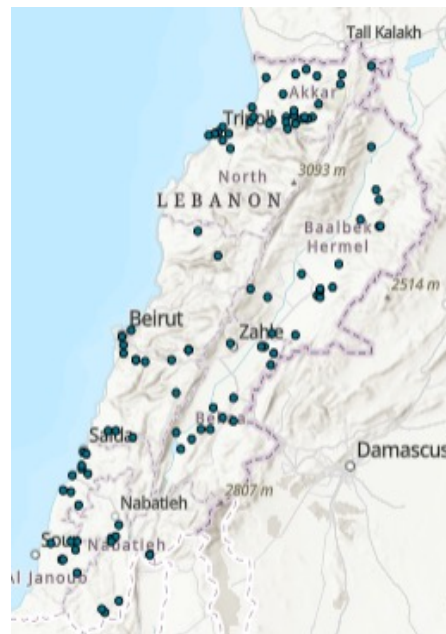 Tall Kalakh
Akkar
Tripoli
3093 m
North
LEBANON
Baalbek
Hermel
2514 m
Beirut
Zahle
Saida
Damascus
2807 m
Nabatieh
Nabatieh
Al Janoub